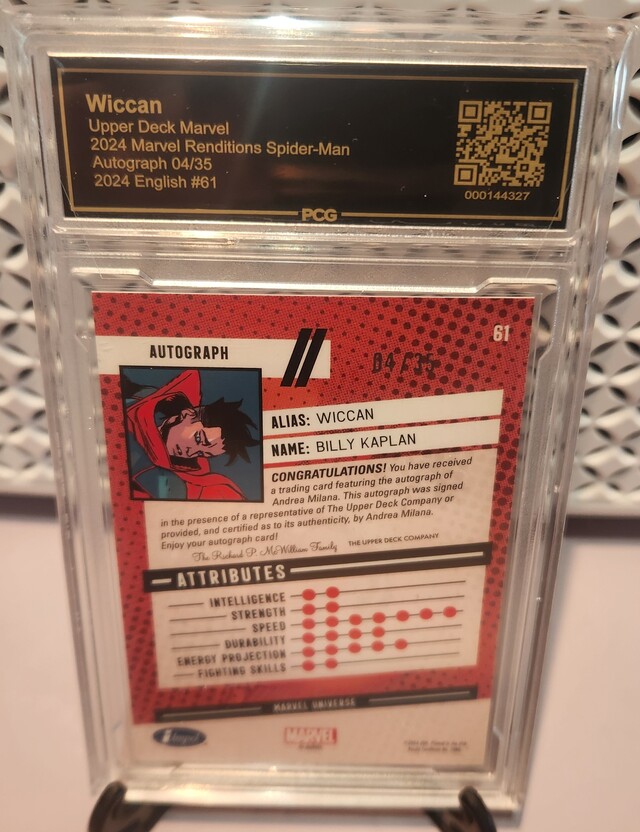 Wiccan
Upper Deck Marvel
2024 Marvel Renditions Spider-Man
Autograph 04/35
2024 English #61
000144327
PCG
61
AUTOGRAPH
04/35
ALIAS: WICCAN
NAME: BILLY KAPLAN
CONGRATULATIONS! You have received
a trading card featuring the autograph of
Andrea Milana. This autograph was signed
in the presence of a representative of The Upper Deck Company or
provided, and certified as to its authenticity, by Andrea Milana.
Enjoy your autograph card!
The Richard P. McWilliam Family
THE UPPER DECK COMPANY
ATTRIBUTES
INTELLIGENCE
STRENGTH
SPEED
DURABILITY
ENERGY PROJECTION
FIGHTING SKILLS
MARVEL UNIVERSE
MARVEL